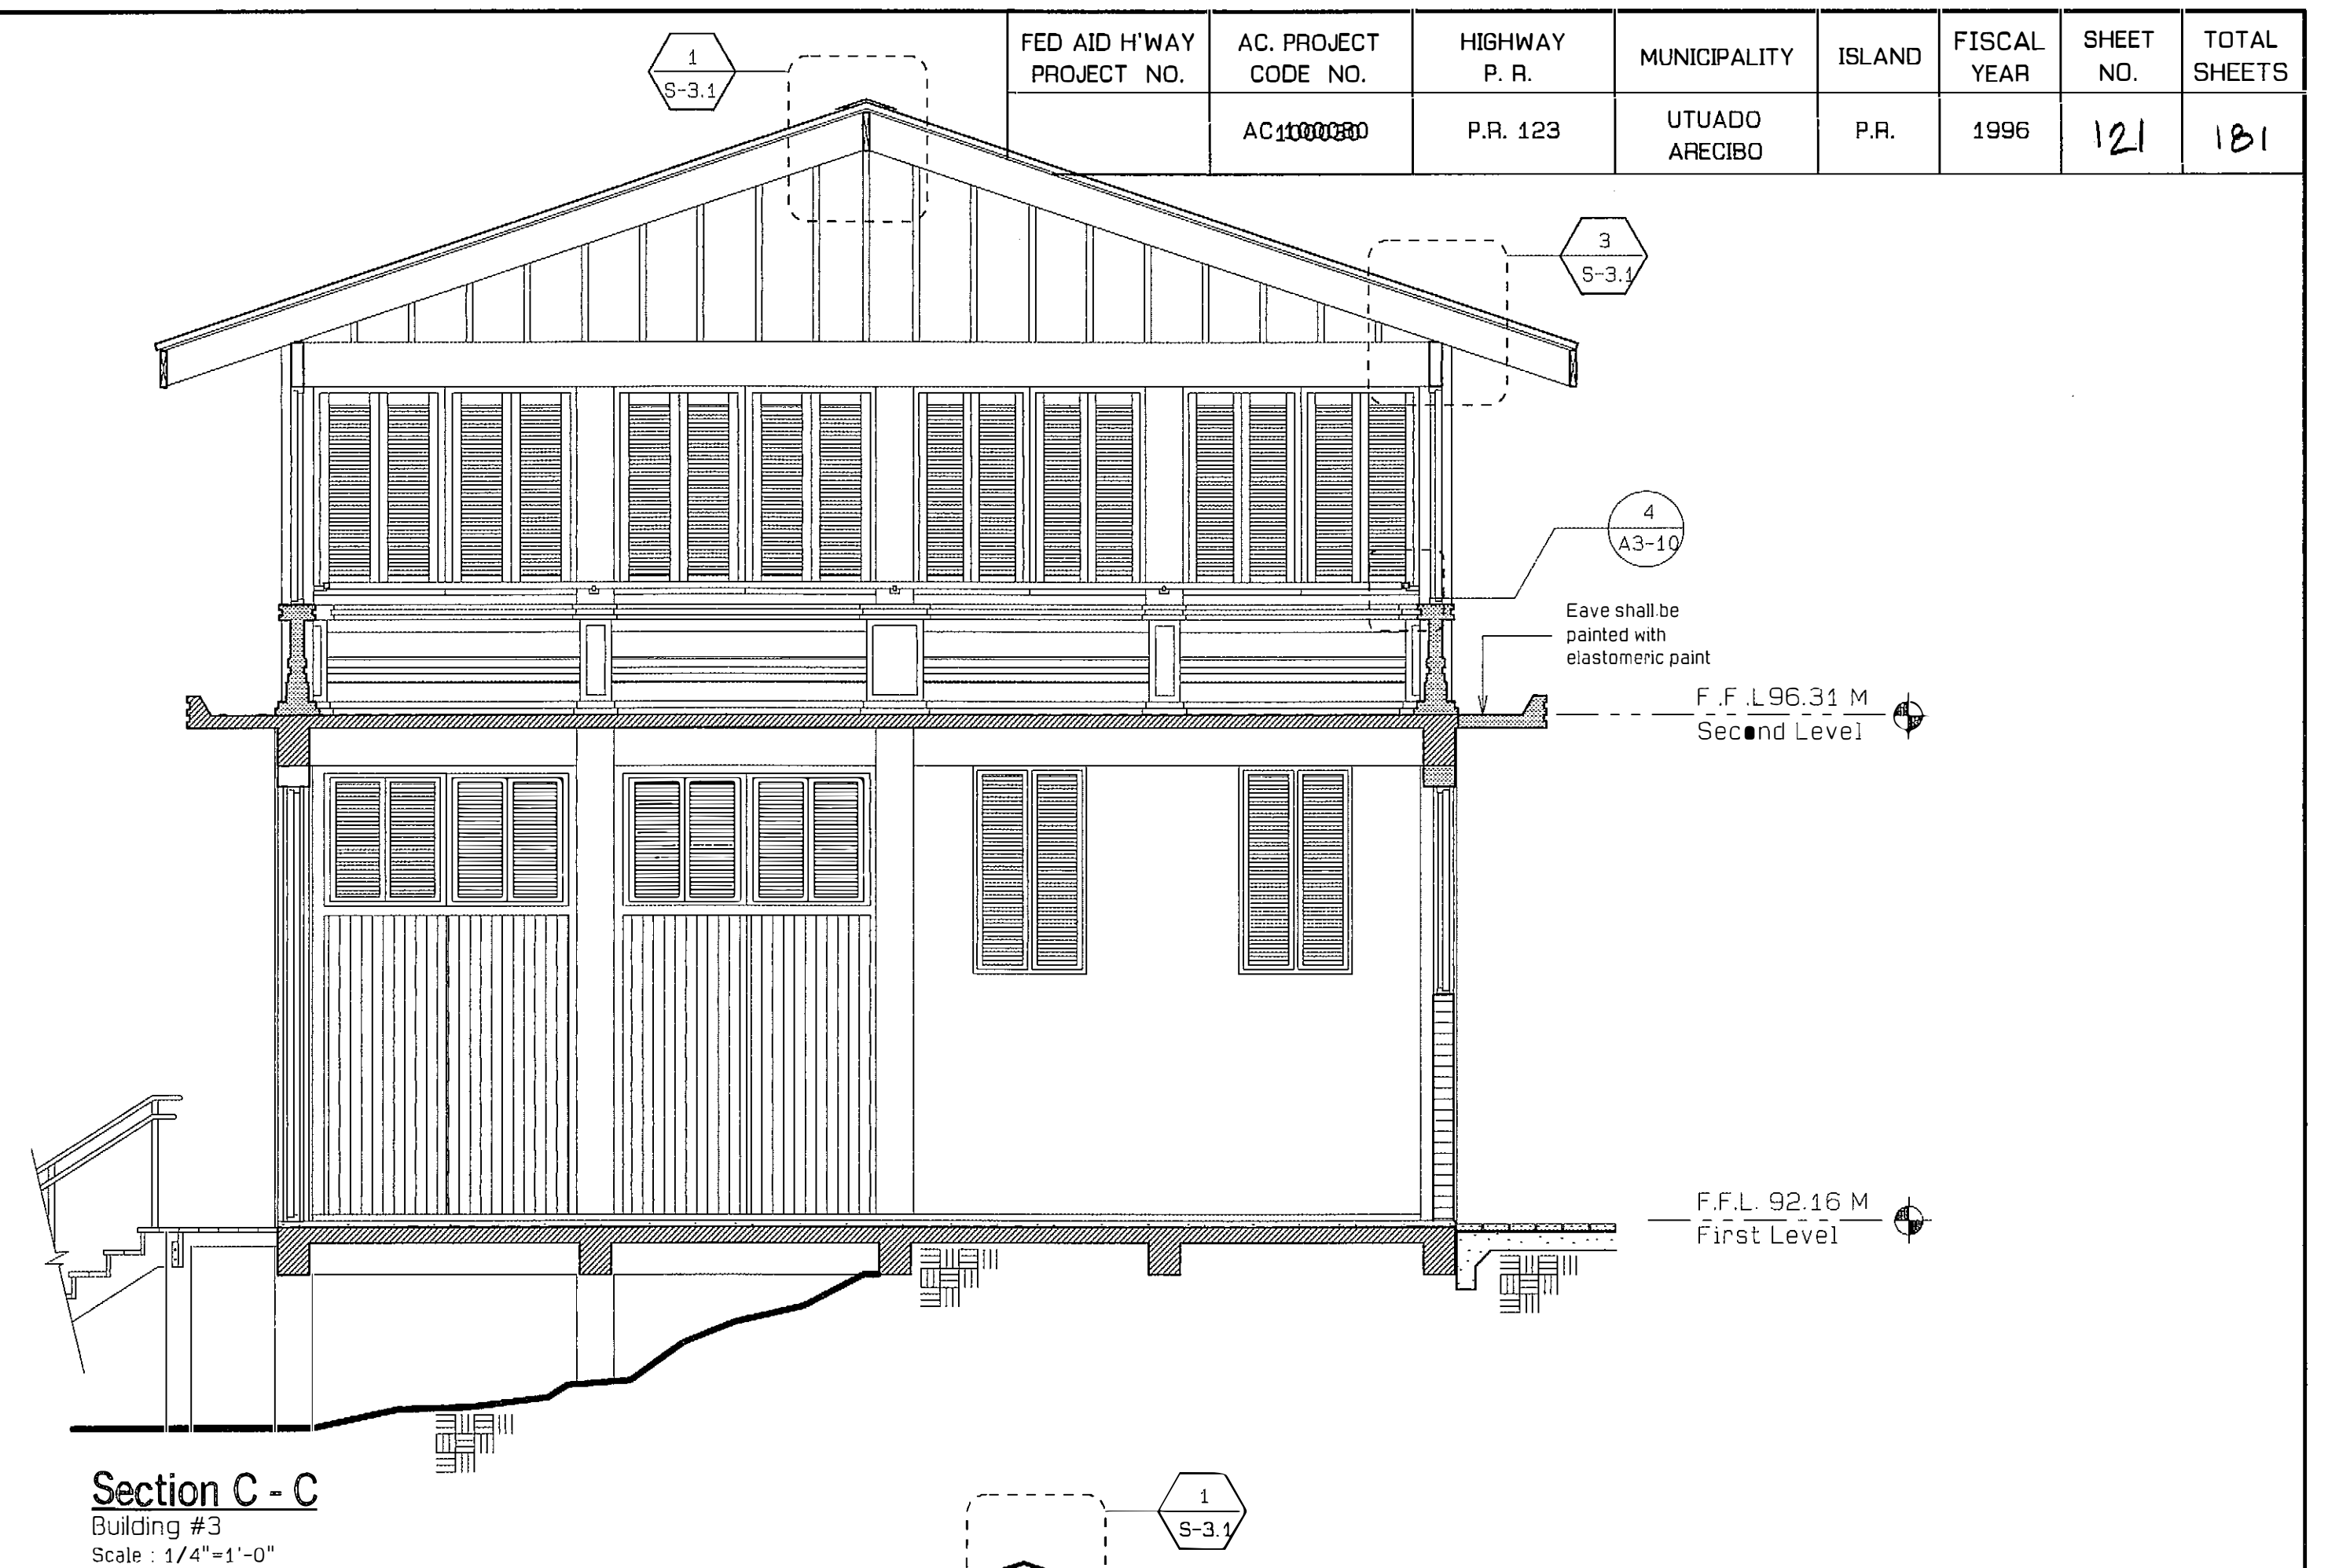 FED AID H'WAY
PROJECT NO.
AC. PROJECT
CODE NO.
HIGHWAY
P. R.
MUNICIPALITY
ISLAND
FISCAL
YEAR
SHEET
NO.
TOTAL
SHEETS
AC
P.R. 123
UTUADO
ARECIBO
P.R.
1996
121
181
1
S-3.1
3
S-3.1
4
A3-10
Eave shall be
painted with
elastomeric paint
F.F.L 96.31 M
Second Level
F.F.L. 92.16 M
First Level
Section C - C
Building #3
Scale : 1/4"=1'-0"
1
S-3.1